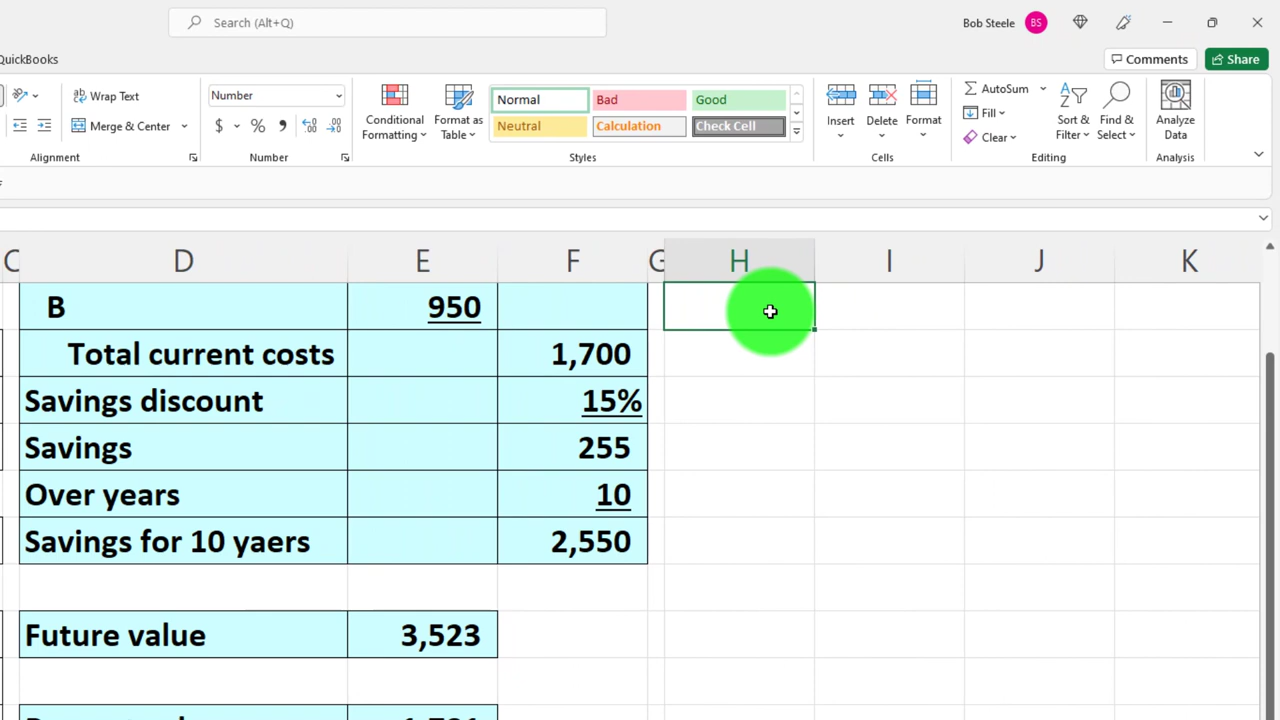 Search (Alt+Q)
Bob Steele
BS
QuickBooks
Comments
Share
Wrap Text
Merge & Center
Alignment
Number
$ % 9
Number
Conditional
Formatting
Format as
Table
Normal
Bad
Good
Neutral
Calculation
Check Cell
Styles
Insert
Delete
Format
Cells
AutoSum
Fill
Clear
Sort &
Filter
Find &
Select
Editing
Analyze
Data
Analysis
C D E F G H I J K
B 950
Total current costs 1,700
Savings discount 15%
Savings 255
Over years 10
Savings for 10 yaers 2,550
Future value 3,523